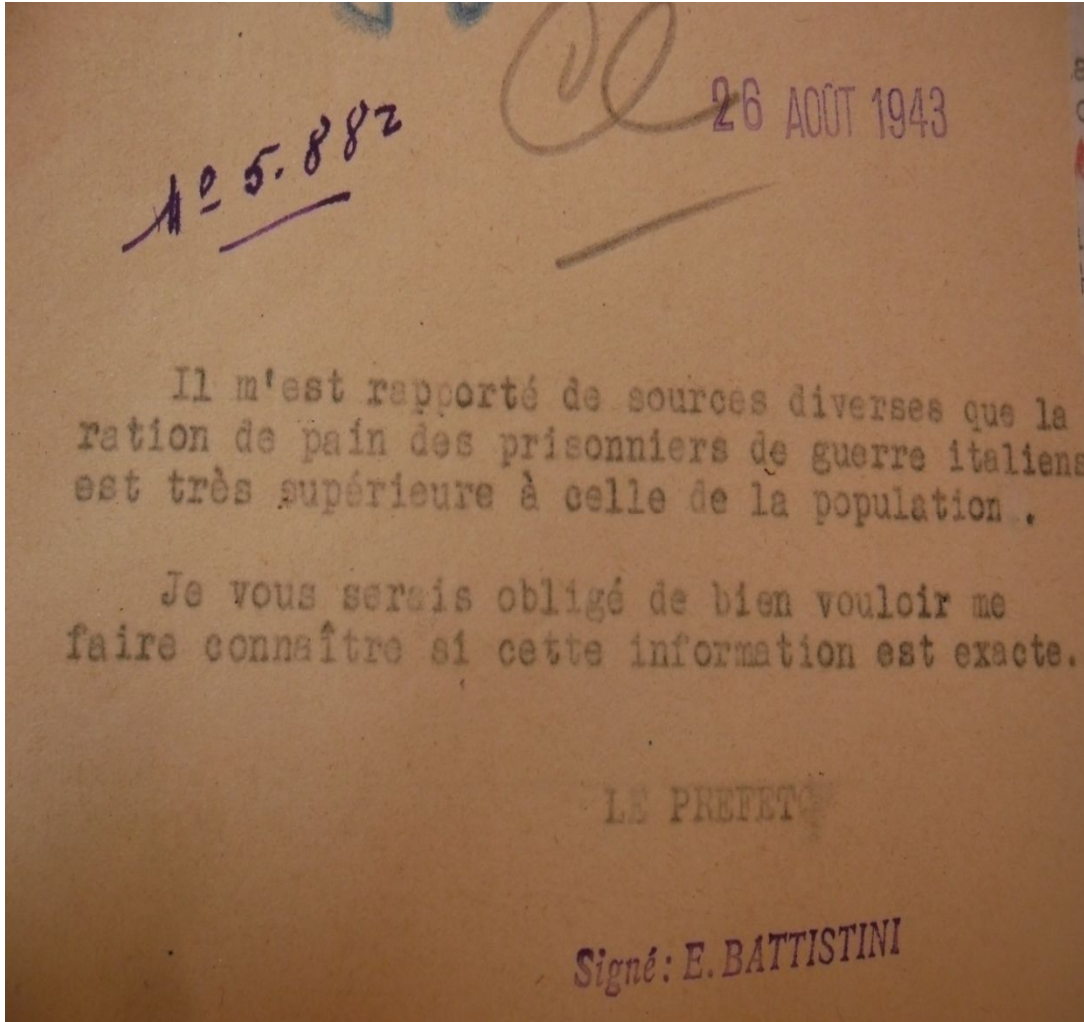 26 AOÛT 1943
Nº 5.882
Il m'est rapporté de sources diverses que la
ration de pain des prisonniers de guerre italiens
est très supérieure à celle de la population .
Je vous serais obligé de bien vouloir me
faire connaître si cette information est exacte.
LE PREFET
Signé: E. BATTISTINI